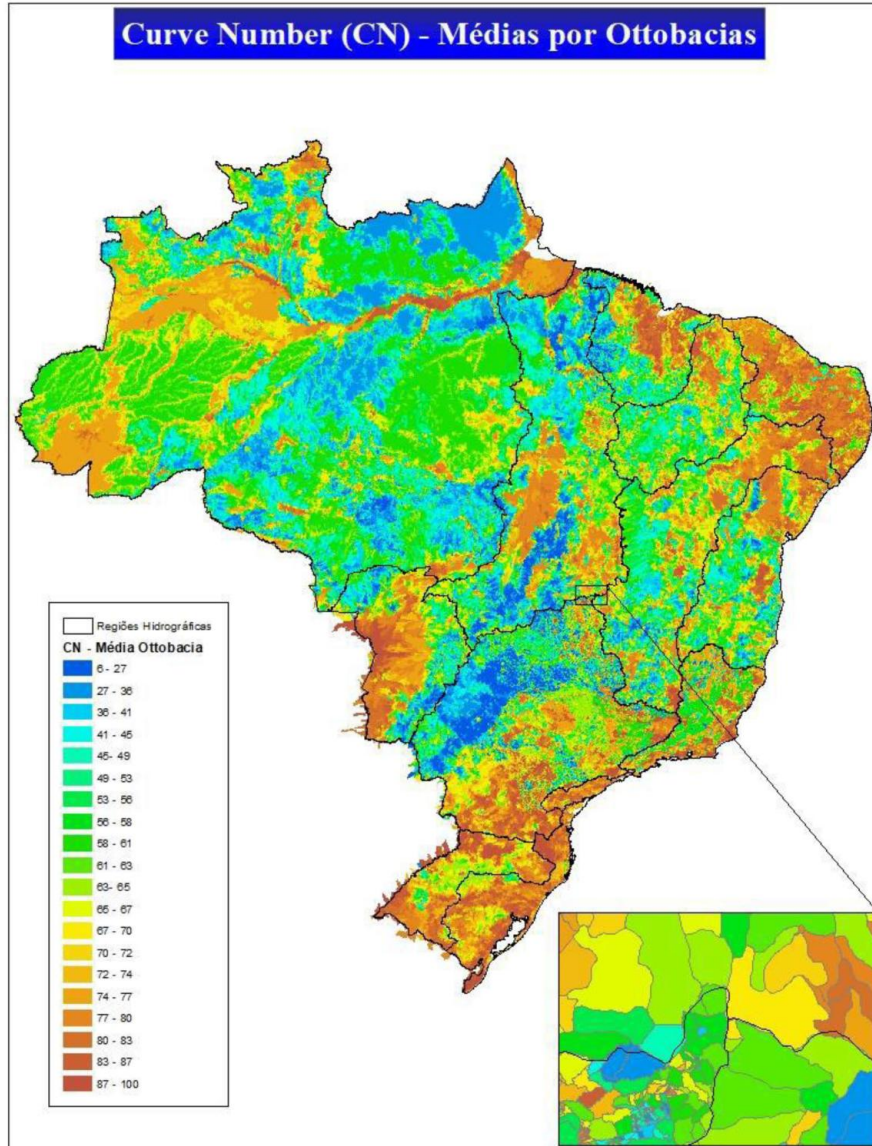 Curve Number (CN) - Médias por Ottobacias
Regiões Hidrográficas
CN - Média Ottobacia
6 - 27
27 - 36
36 - 41
41 - 45
45- 49
49 - 53
53 - 56
56 - 58
58 - 61
61 - 63
63- 65
65 - 67
67 - 70
70 - 72
72 - 74
74 - 77
77 - 80
80 - 83
83 - 87
87 - 100